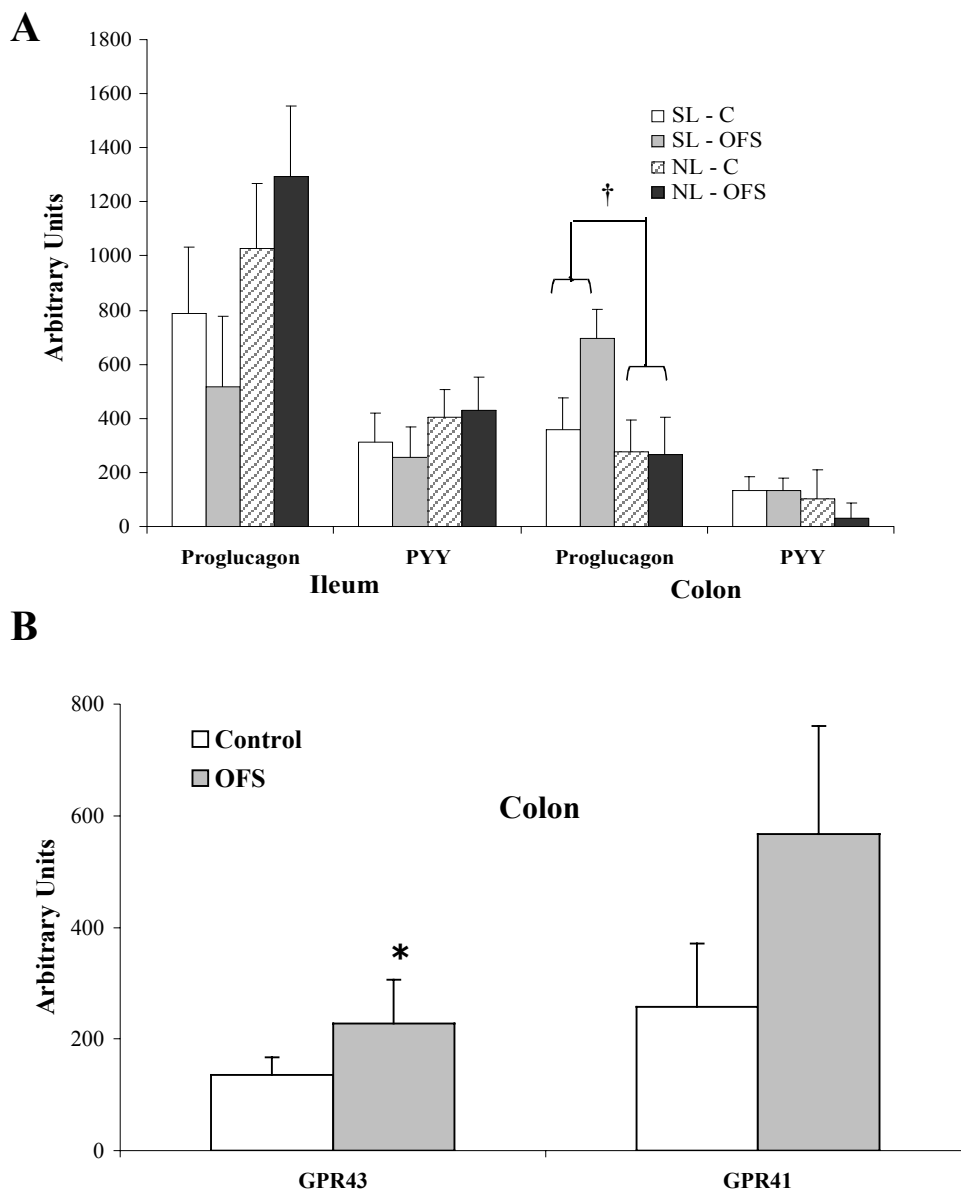 A
1800
1600
1400
1200
1000
800
600
400
200
0
Arbitrary Units
SL - C
SL - OFS
NL - C
NL - OFS
†
Proglucagon PYY Proglucagon PYY
Ileum Colon
B
800
600
400
200
0
Arbitrary Units
Control
OFS
Colon
*
GPR43 GPR41